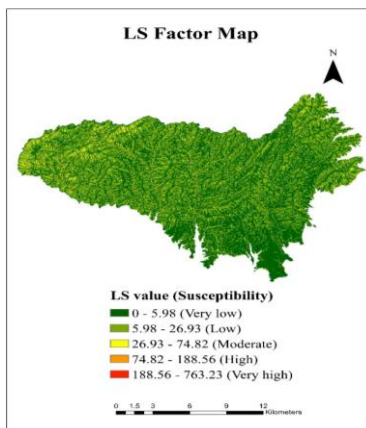 LS Factor Map
N
LS value (Susceptibility)
0 - 5.98 (Very low)
5.98 - 26.93 (Low)
26.93 - 74.82 (Moderate)
74.82 - 188.56 (High)
188.56 - 763.23 (Very high)
0 1.5 3 6 9 12
Kilometers